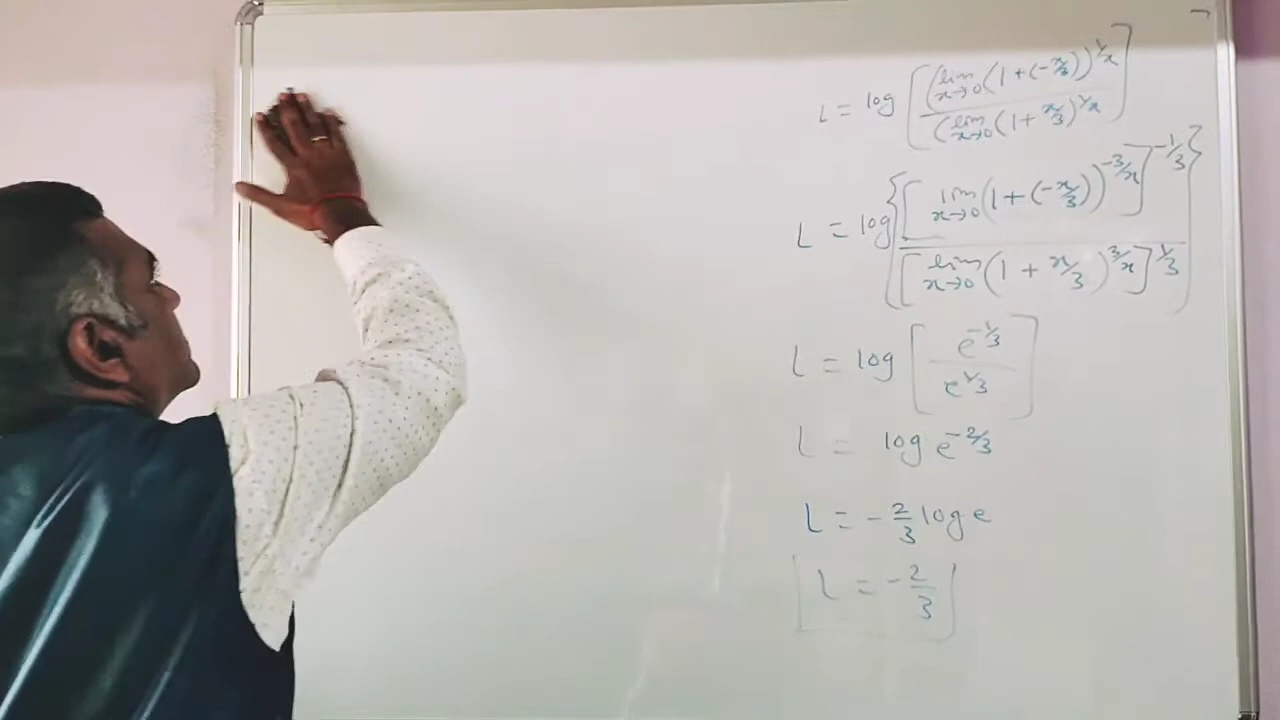 L = log [ (lim x→0 (1 + (-x/3))^1/x / (lim x→0 (1 + x/3)^1/x ]
L = log { [ lim x→0 (1 + (-x/3))^-3/x ]^-1/3 / [ lim x→0 (1 + x/3)^3/x ]^1/3 }
L = log [ e^-1/3 / e^1/3 ]
L = log e^-2/3
L = -2/3 log e
L = -2/3